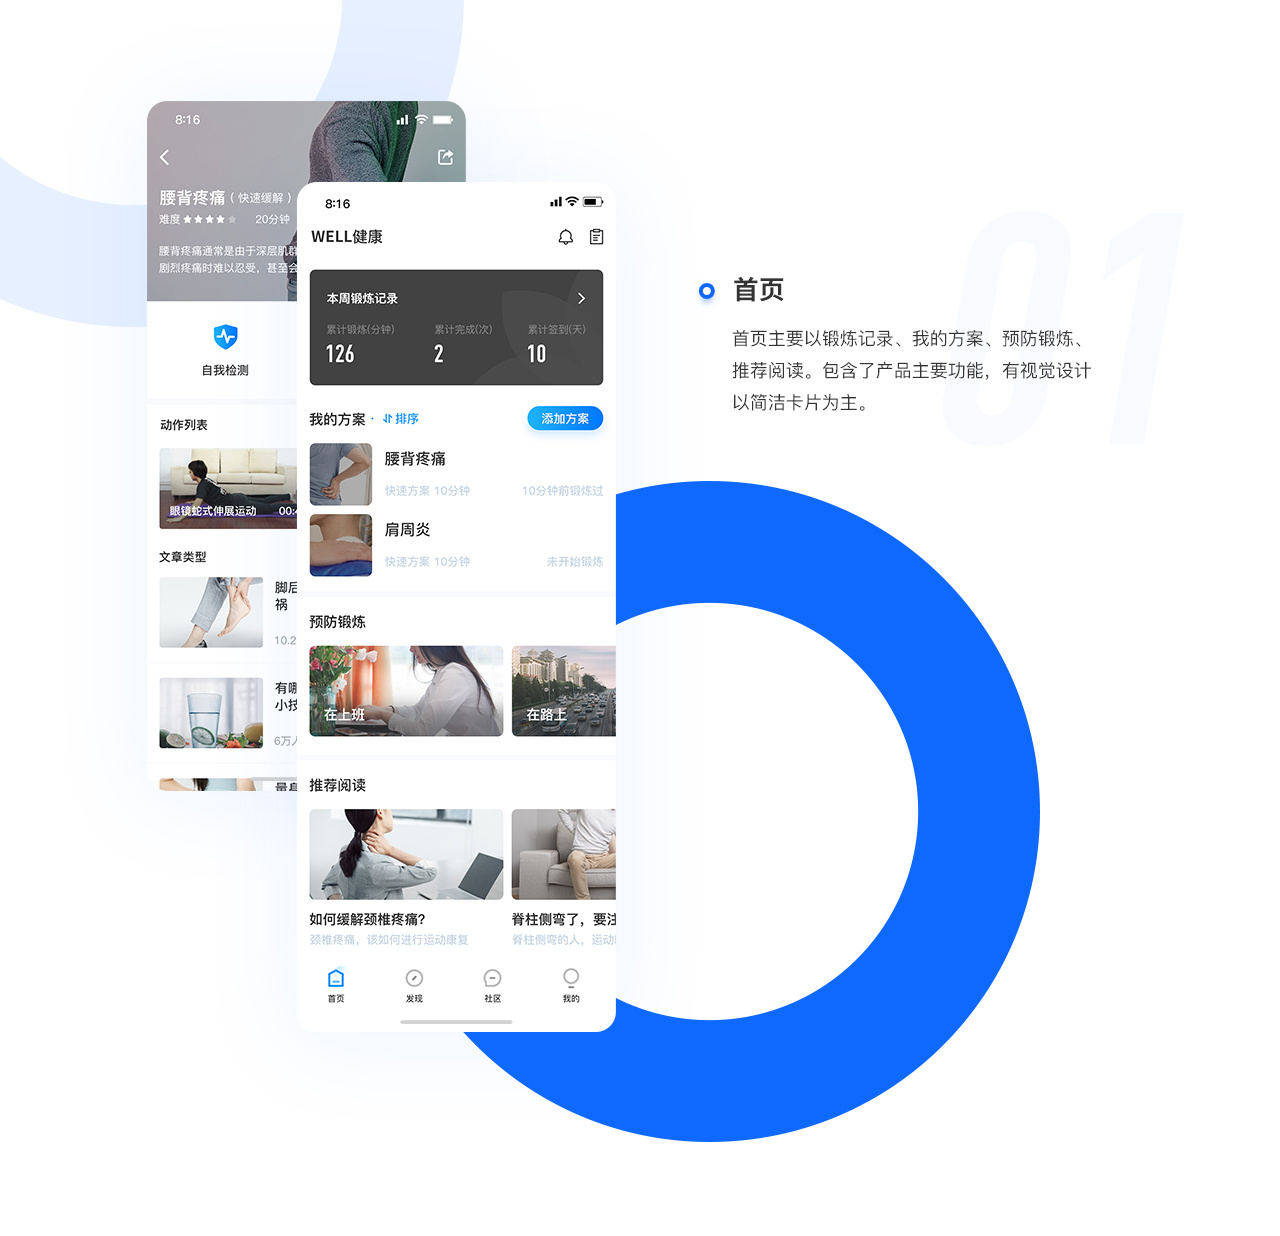 8:16
腰背疼痛（快速缓解）
难度 20分钟
腰背疼痛通常是由于深层肌群
剧烈疼痛时难以忍受，甚至会
自我检测
动作列表
眼镜蛇式伸展运动 00:4
文章类型
脚后
祸
10.2
有哪
小技
6万人
量身
8:16
WELL健康
本周锻炼记录
累计锻炼(分钟) 累计完成(次) 累计签到(天)
126 2 10
我的方案· 排序 添加方案
腰背疼痛
快速方案 10分钟 10分钟前锻炼过
肩周炎
快速方案 10分钟 未开始锻炼
预防锻炼
在上班 在路上
推荐阅读
如何缓解颈椎疼痛? 脊柱侧弯了，要注
颈椎疼痛，该如何进行运动康复 脊柱侧弯的人，运动
首页 发现 社区 我的
01
首页
首页主要以锻炼记录、我的方案、预防锻炼、
推荐阅读。包含了产品主要功能，有视觉设计
以简洁卡片为主。